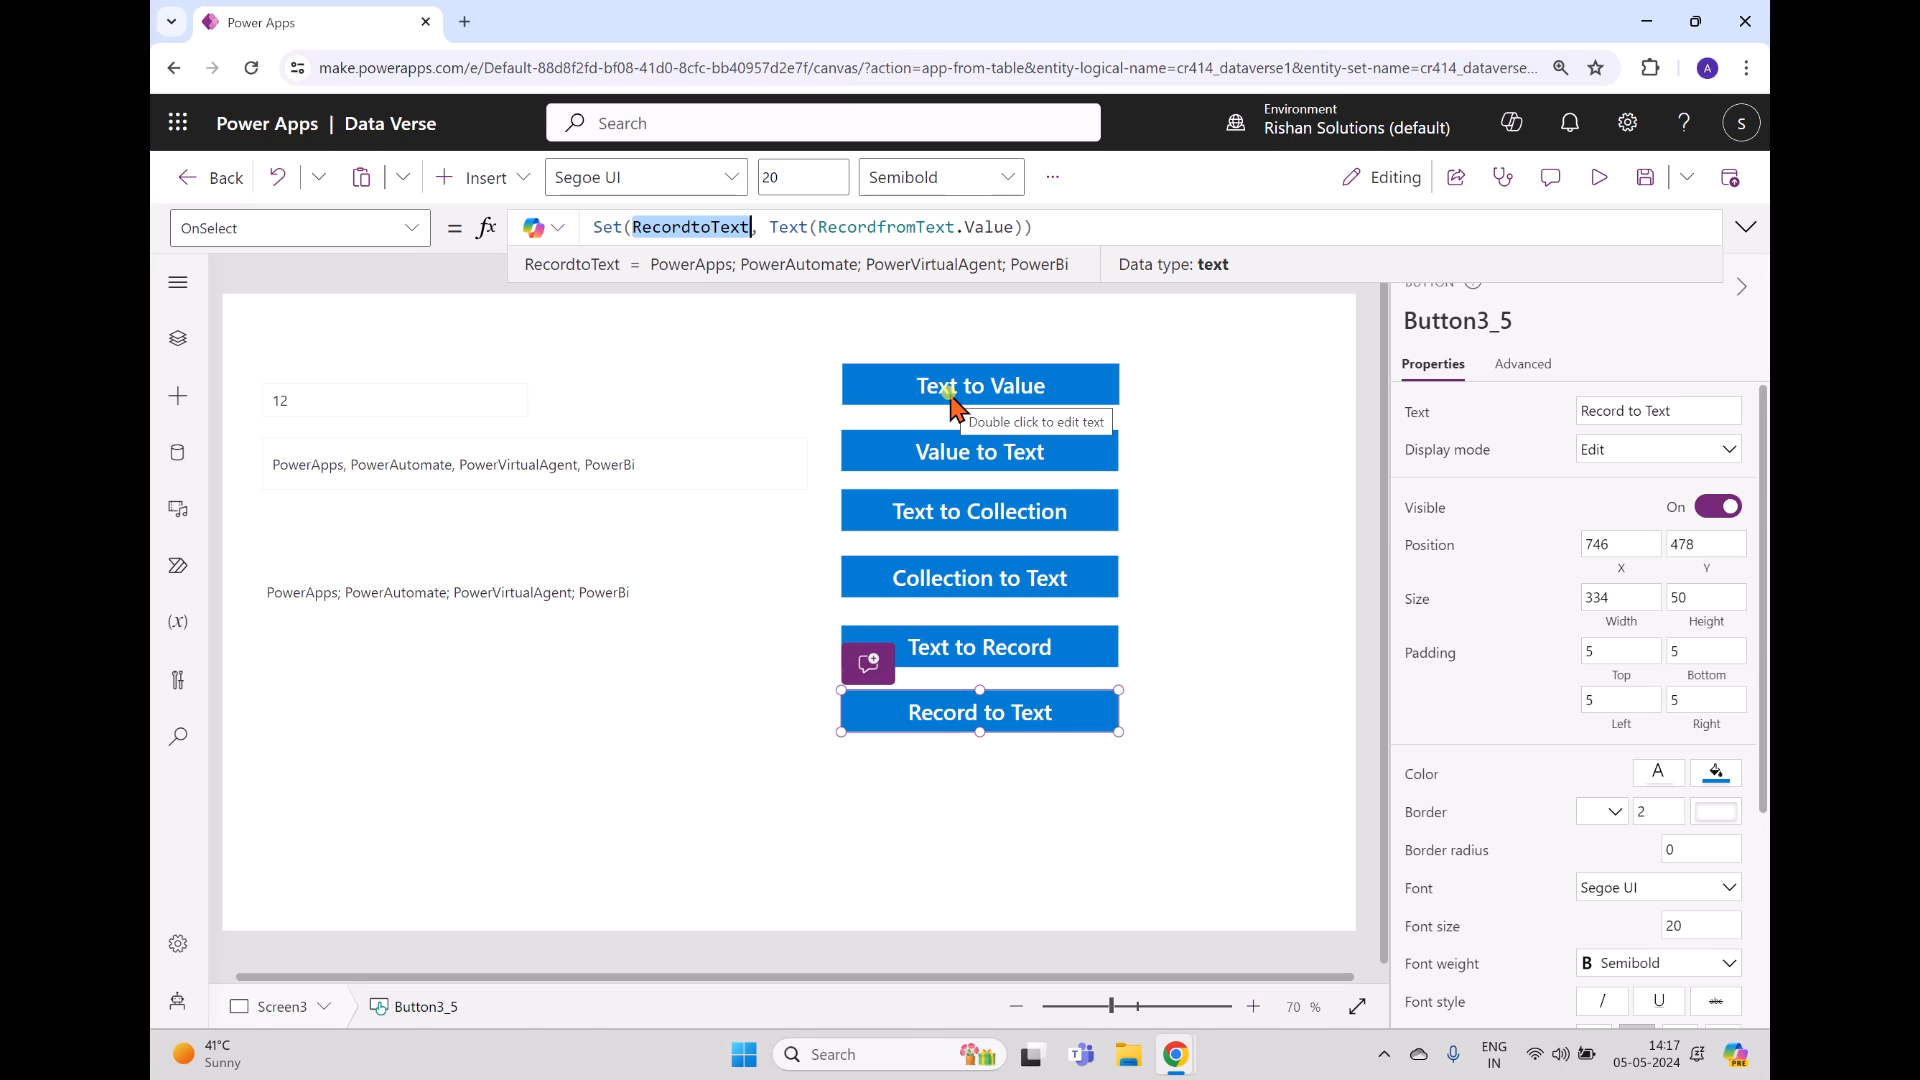 Power Apps
make.powerapps.com/e/Default-88d8f2fd-bf08-41d0-8cfc-bb40957d2e7f/canvas/?action=app-from-table&entity-logical-name=cr414_dataverse1&entity-set-name=cr414_dataverse...
A
Power Apps | Data Verse
Search
Environment
Rishan Solutions (default)
S
Back
Insert
Segoe UI
20
Semibold
...
Editing
OnSelect
= fx
Set(RecordtoText, Text(RecordfromText.Value))
RecordtoText = PowerApps; PowerAutomate; PowerVirtualAgent; PowerBi
Data type: text
Button3_5
Properties
Advanced
Text
Record to Text
Display mode
Edit
Visible
On
Position
746
478
X
Y
Size
334
50
Width
Height
Padding
5
5
Top
Bottom
5
5
Left
Right
Color
A
Border
2
Border radius
0
Font
Segoe UI
Font size
20
Font weight
B Semibold
Font style
/
U
abc
12
PowerApps, PowerAutomate, PowerVirtualAgent, PowerBi
PowerApps; PowerAutomate; PowerVirtualAgent; PowerBi
Text to Value
Double click to edit text
Value to Text
Text to Collection
Collection to Text
Text to Record
Record to Text
(x)
Screen3
Button3_5
70 %
41°C
Sunny
Search
ENG
IN
14:17
05-05-2024
PRE